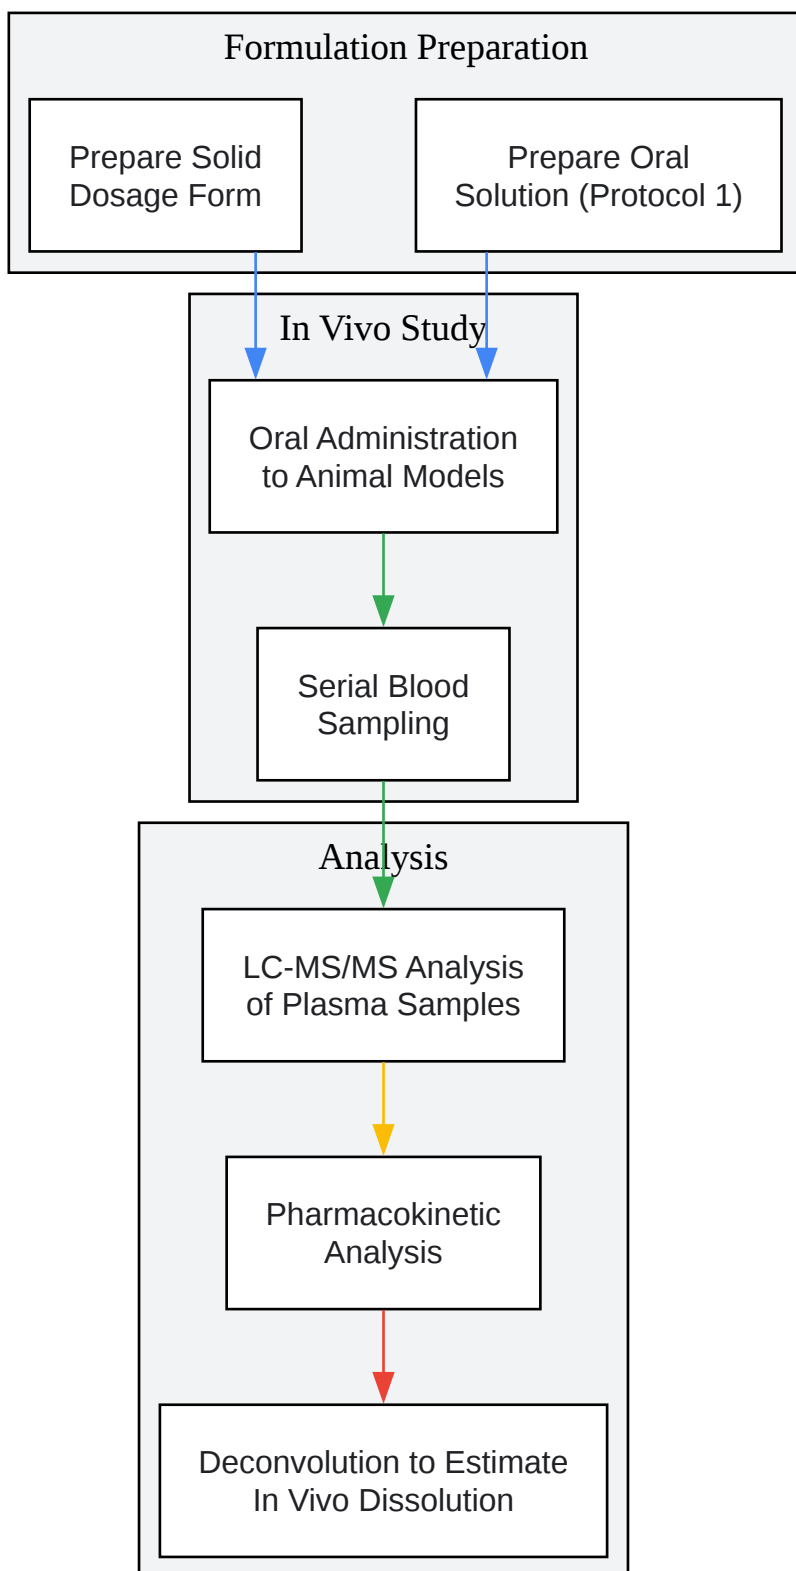 Formulation Preparation
Prepare Solid
Dosage Form
Prepare Oral
Solution (Protocol 1)
In Vivo Study
Oral Administration
to Animal Models
Serial Blood
Sampling
Analysis
LC-MS/MS Analysis
of Plasma Samples
Pharmacokinetic
Analysis
Deconvolution to Estimate
In Vivo Dissolution